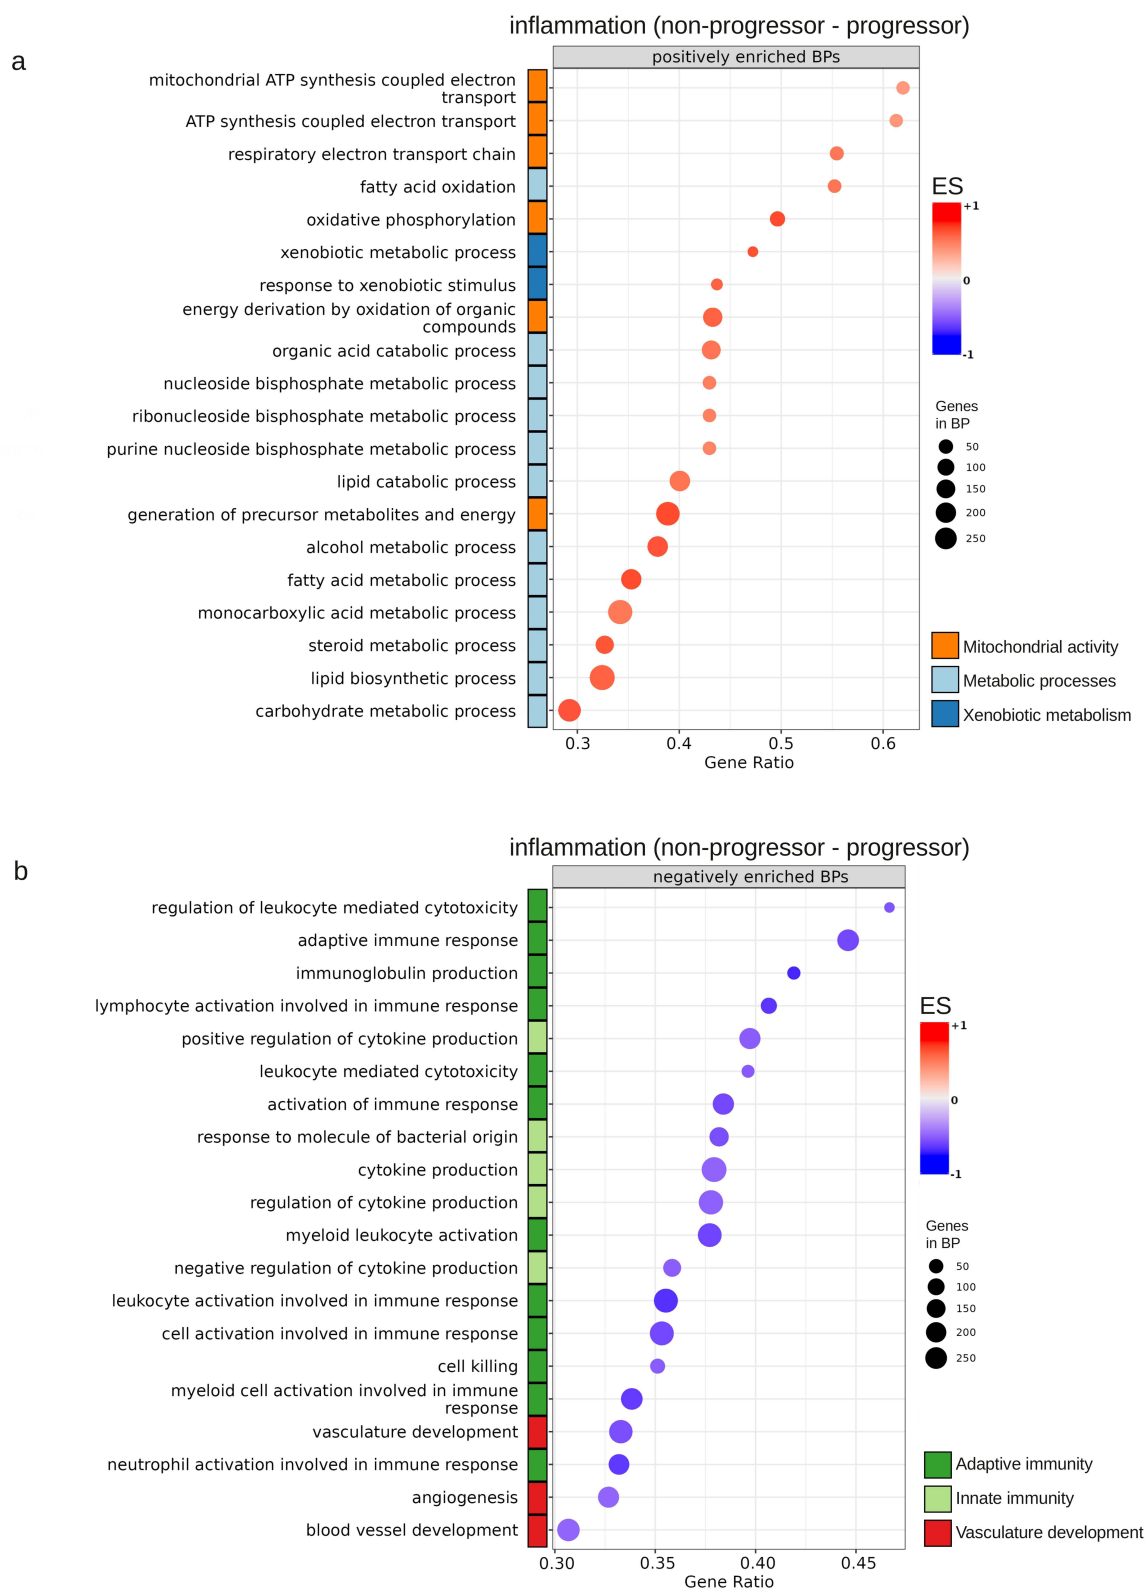 inflammation (non-progressor - progressor)
a
positively enriched BPs
mitochondrial ATP synthesis coupled electron
transport
ATP synthesis coupled electron transport
respiratory electron transport chain
fatty acid oxidation
oxidative phosphorylation
xenobiotic metabolic process
response to xenobiotic stimulus
energy derivation by oxidation of organic
compounds
organic acid catabolic process
nucleoside bisphosphate metabolic process
ribonucleoside bisphosphate metabolic process
purine nucleoside bisphosphate metabolic process
lipid catabolic process
generation of precursor metabolites and energy
alcohol metabolic process
fatty acid metabolic process
monocarboxylic acid metabolic process
steroid metabolic process
lipid biosynthetic process
carbohydrate metabolic process
0.3 0.4 0.5 0.6
Gene Ratio
ES
+1
0
-1
Genes
in BP
50
100
150
200
250
Mitochondrial activity
Metabolic processes
Xenobiotic metabolism
inflammation (non-progressor - progressor)
b
negatively enriched BPs
regulation of leukocyte mediated cytotoxicity
adaptive immune response
immunoglobulin production
lymphocyte activation involved in immune response
positive regulation of cytokine production
leukocyte mediated cytotoxicity
activation of immune response
response to molecule of bacterial origin
cytokine production
regulation of cytokine production
myeloid leukocyte activation
negative regulation of cytokine production
leukocyte activation involved in immune response
cell activation involved in immune response
cell killing
myeloid cell activation involved in immune
response
vasculature development
neutrophil activation involved in immune response
angiogenesis
blood vessel development
0.30 0.35 0.40 0.45
Gene Ratio
ES
+1
0
-1
Genes
in BP
50
100
150
200
250
Adaptive immunity
Innate immunity
Vasculature development